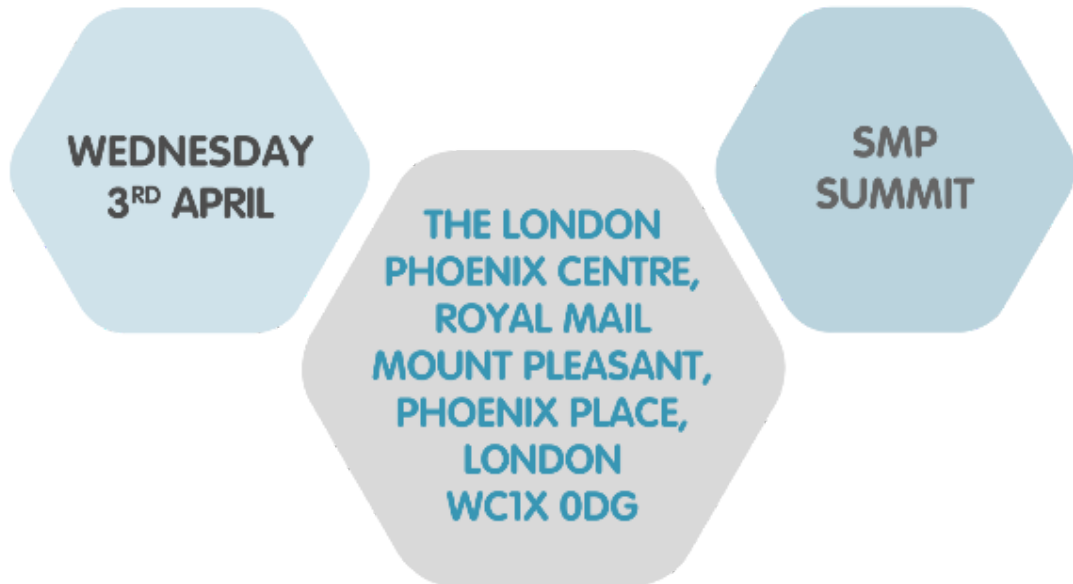 WEDNESDAY
3RD APRIL
THE LONDON
PHOENIX CENTRE,
ROYAL MAIL
MOUNT PLEASANT,
PHOENIX PLACE,
LONDON
WC1X 0DG
SMP
SUMMIT